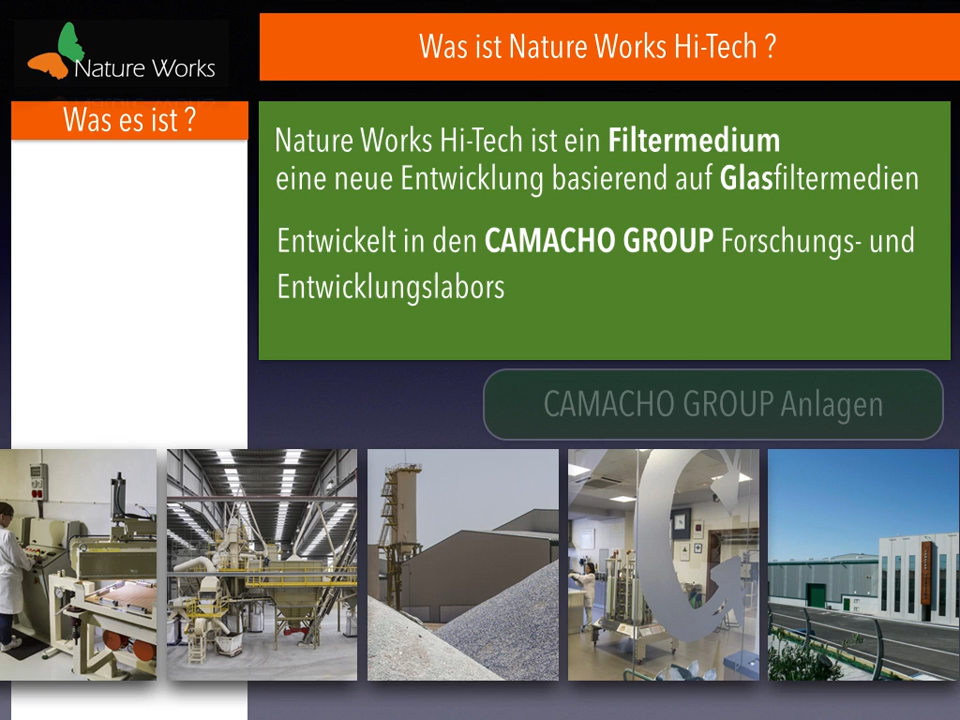 Nature Works
Was ist Nature Works Hi-Tech ?
Was es ist ?
Nature Works Hi-Tech ist ein Filtermedium
eine neue Entwicklung basierend auf Glasfiltermedien
Entwickelt in den CAMACHO GROUP Forschungs- und
Entwicklungslabors
CAMACHO GROUP Anlagen